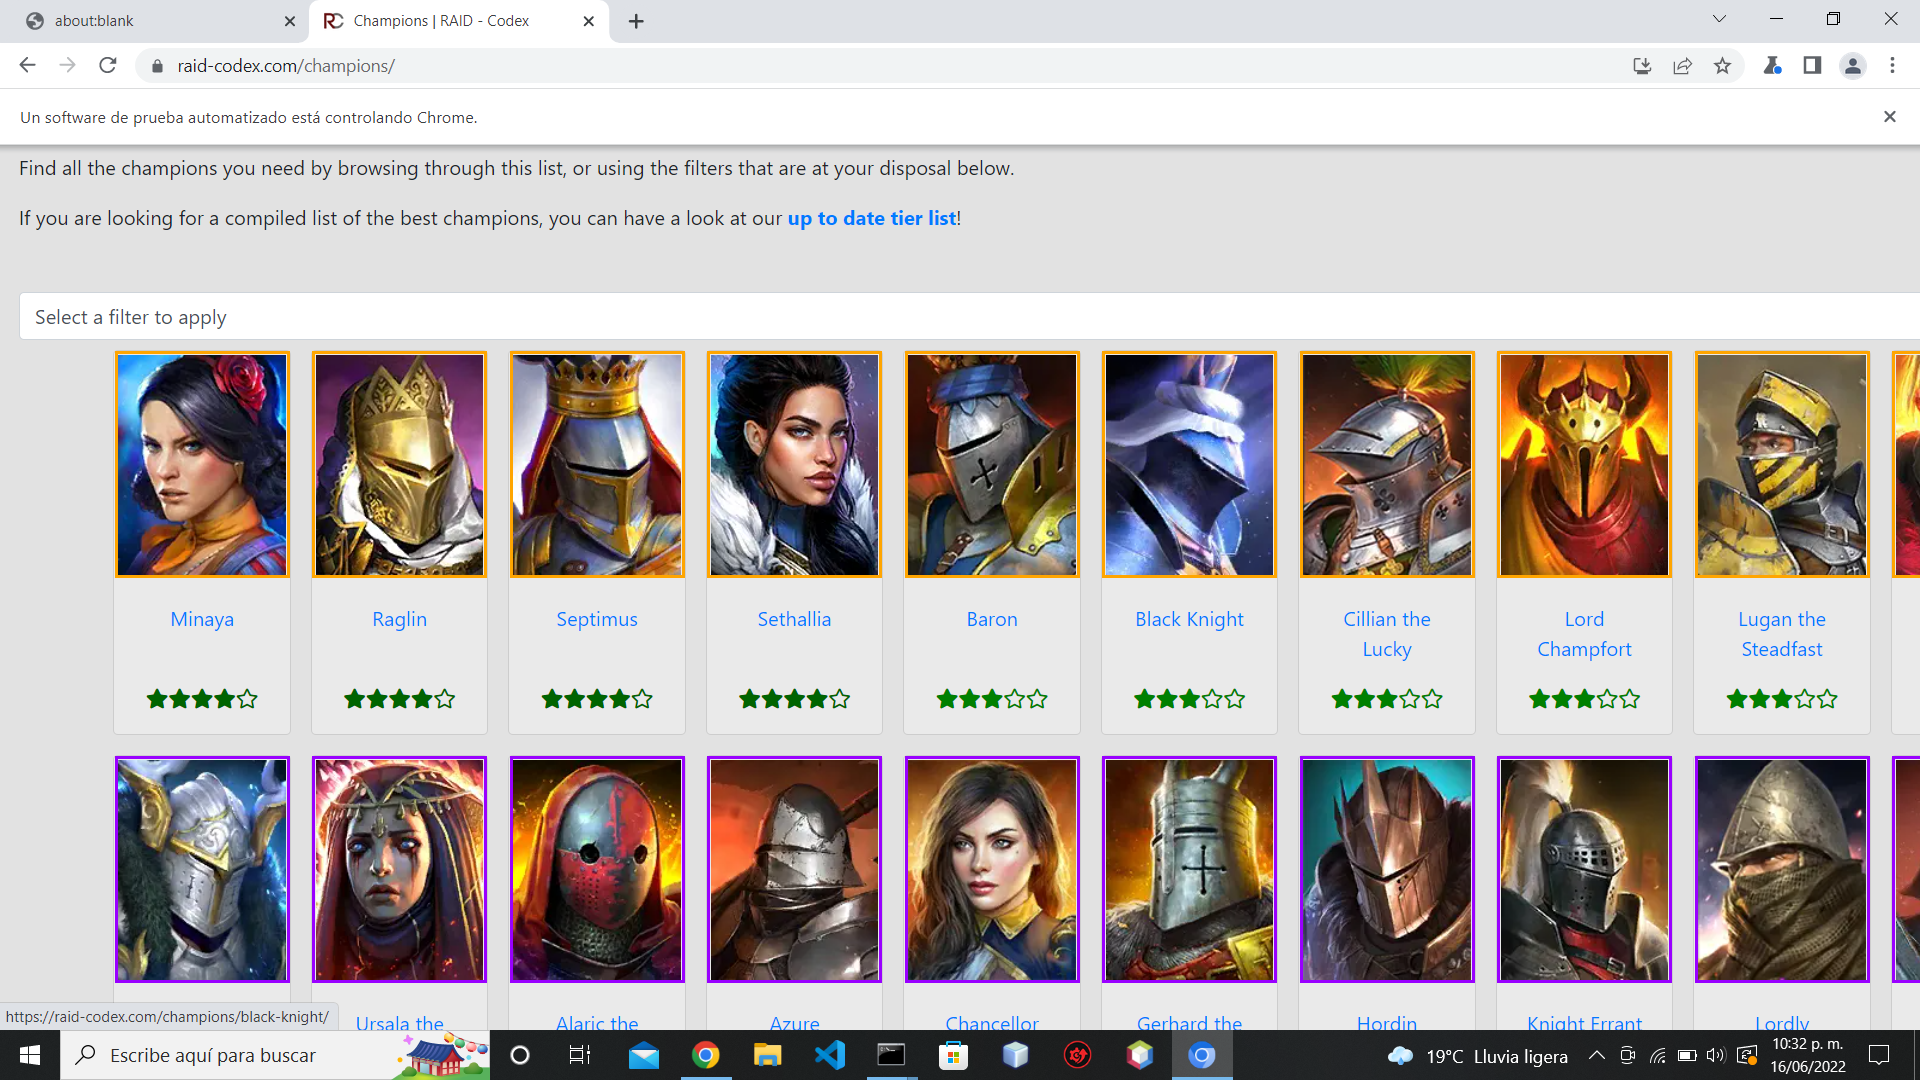 about:blank
Champions | RAID - Codex
raid-codex.com/champions/
Un software de prueba automatizado está controlando Chrome.
Find all the champions you need by browsing through this list, or using the filters that are at your disposal below.
If you are looking for a compiled list of the best champions, you can have a look at our up to date tier list!
Select a filter to apply
Minaya
Raglin
Septimus
Sethallia
Baron
Black Knight
Cillian the
Lucky
Lord
Champfort
Lugan the
Steadfast
https://raid-codex.com/champions/black-knight/
Ursala the
Alaric the
Azure
Chancellor
Gerhard the
Hordin
Knight Errant
Lordly
Escribe aquí para buscar
19°C Lluvia ligera
10:32 p. m.
16/06/2022